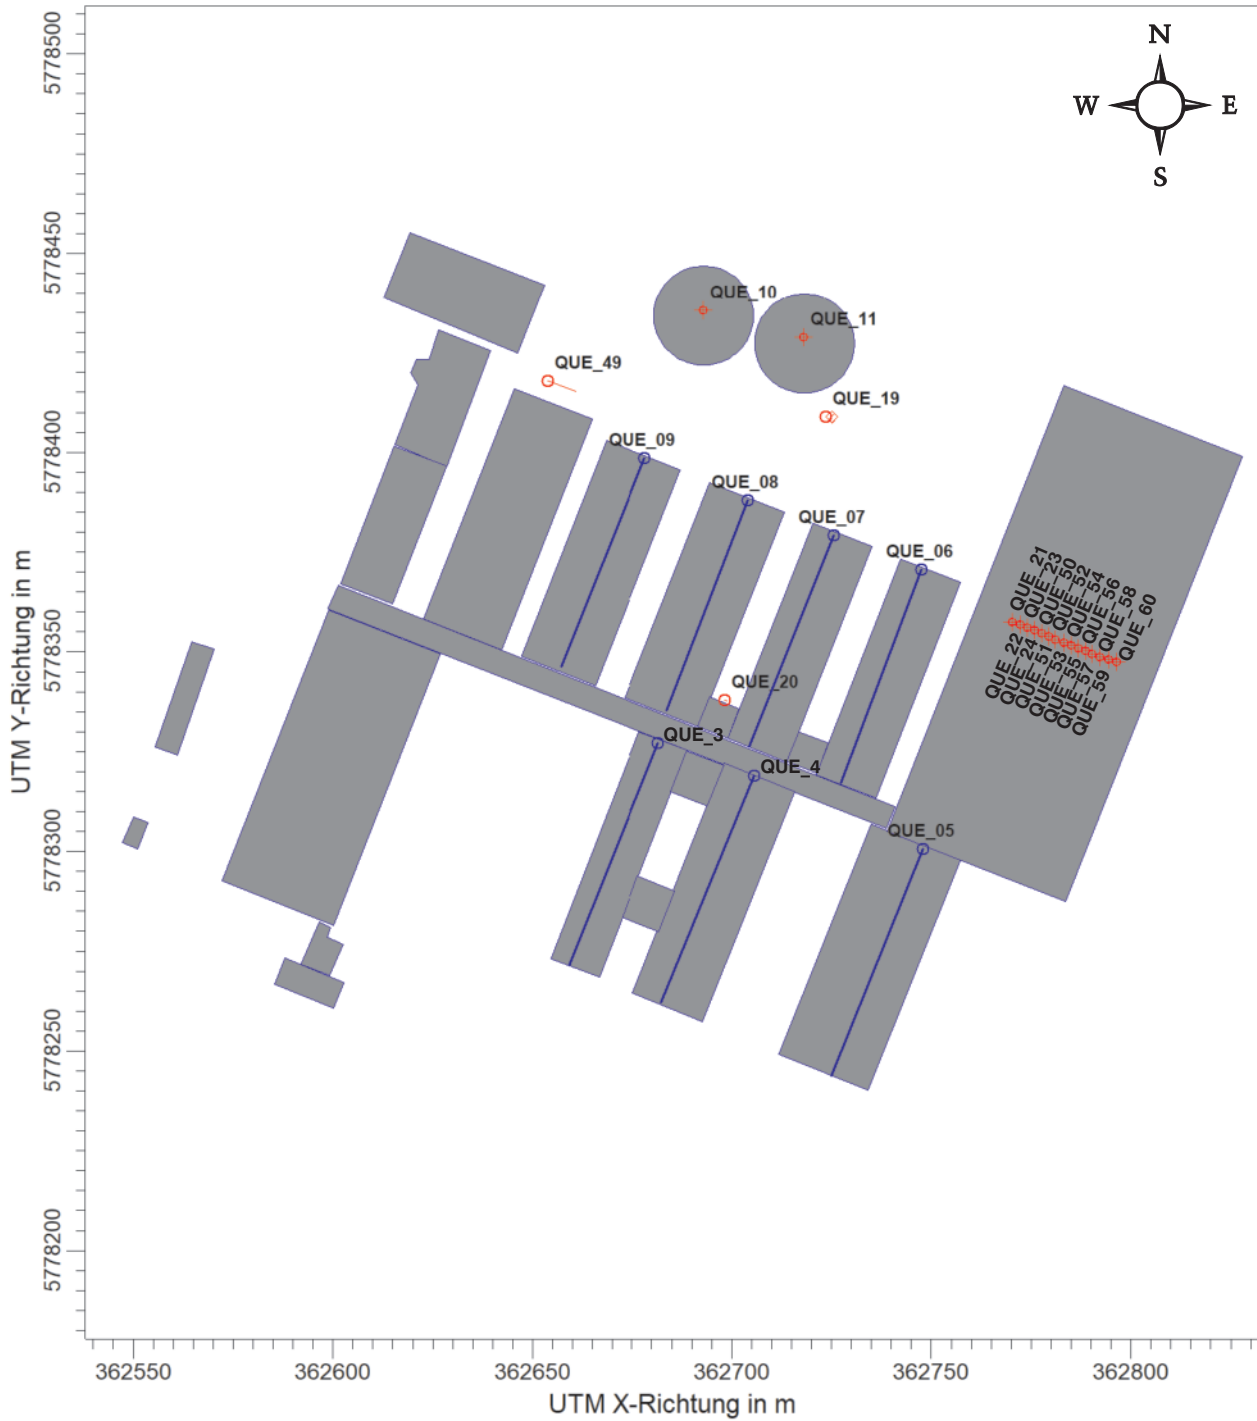 N
W E
S
5778500
5778450
5778400
5778350
5778300
5778250
5778200
UTM Y-Richtung in m
QUE_10
QUE_11
QUE_49
QUE_19
QUE_09
QUE_08
QUE_07
QUE_06
QUE_20
QUE_3
QUE_4
QUE_05
QUE_21
QUE_23
QUE_50
QUE_52
QUE_54
QUE_56
QUE_58
QUE_60
QUE_22
QUE_24
QUE_51
QUE_53
QUE_55
QUE_57
QUE_59
362550 362600 362650 362700 362750 362800
UTM X-Richtung in m